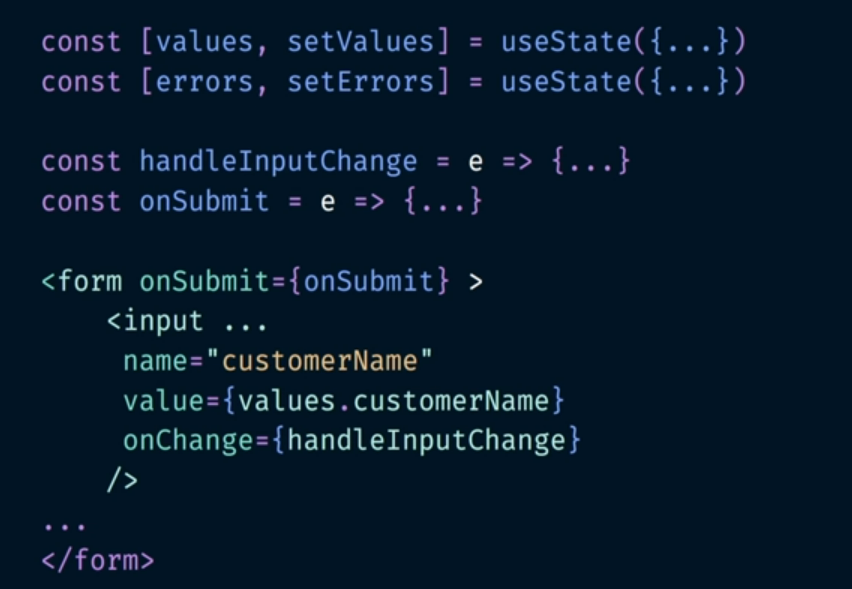 const [values, setValues] = useState({...})
const [errors, setErrors] = useState({...})
const handleInputChange = e => {...}
const onSubmit = e => {...}
<form onSubmit={onSubmit} >
<input ...
name="customerName"
value={values.customerName}
onChange={handleInputChange}
/>
...
</form>